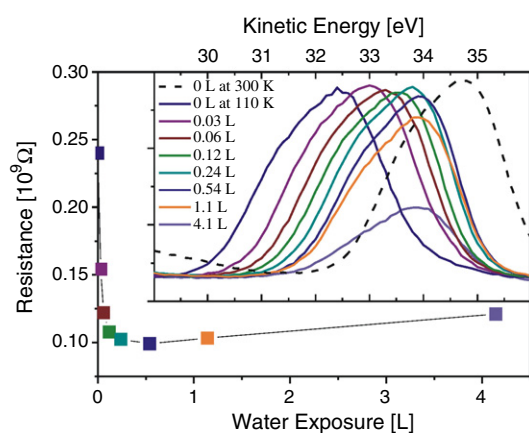 Kinetic Energy [eV]
30 31 32 33 34 35
0.30
0.25
0.20
0.15
0.10
Resistance [10⁹Ω]
0 L at 300 K
0 L at 110 K
0.03 L
0.06 L
0.12 L
0.24 L
0.54 L
1.1 L
4.1 L
0 1 2 3 4
Water Exposure [L]